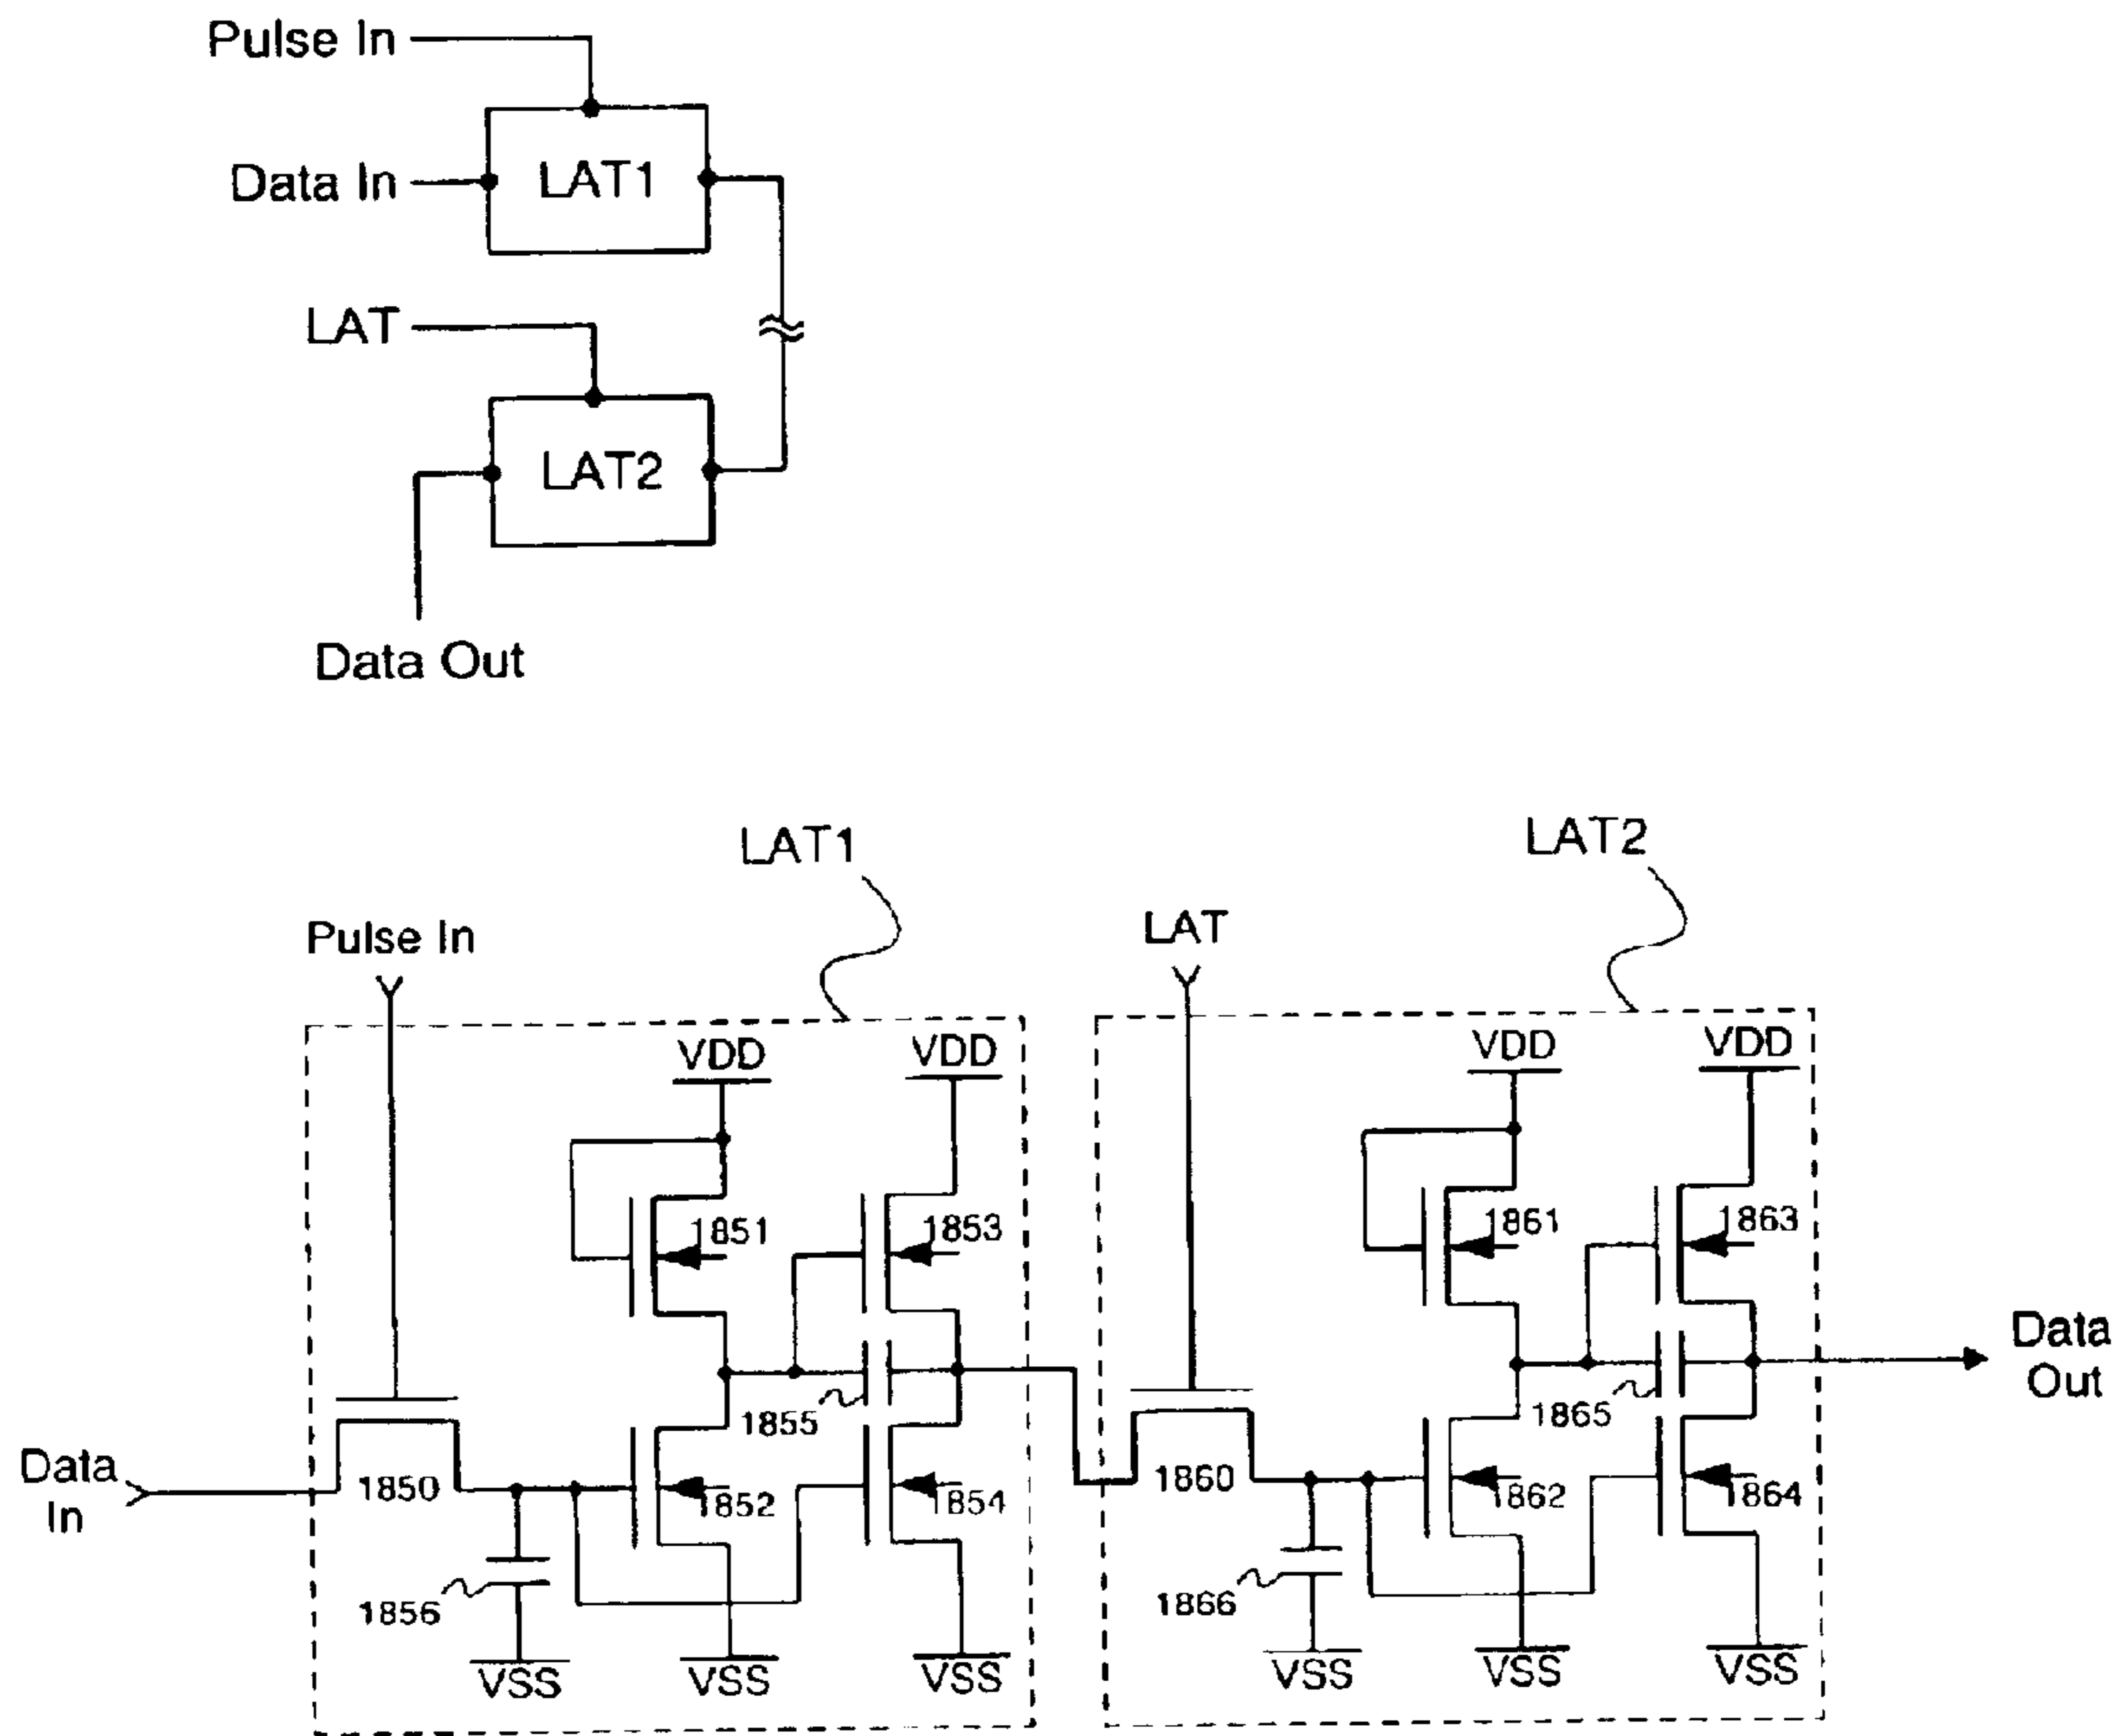 Pulse In
Data In
LAT1
LAT
LAT2
Data Out
LAT1
LAT2
Pulse In
LAT
VDD
VDD
VDD
VDD
1851
1853
1861
1863
Data
Out
1855
1865
Data
In
1850
1852
1854
1860
1862
1864
1856
1866
VSS
VSS
VSS
VSS
VSS
VSS